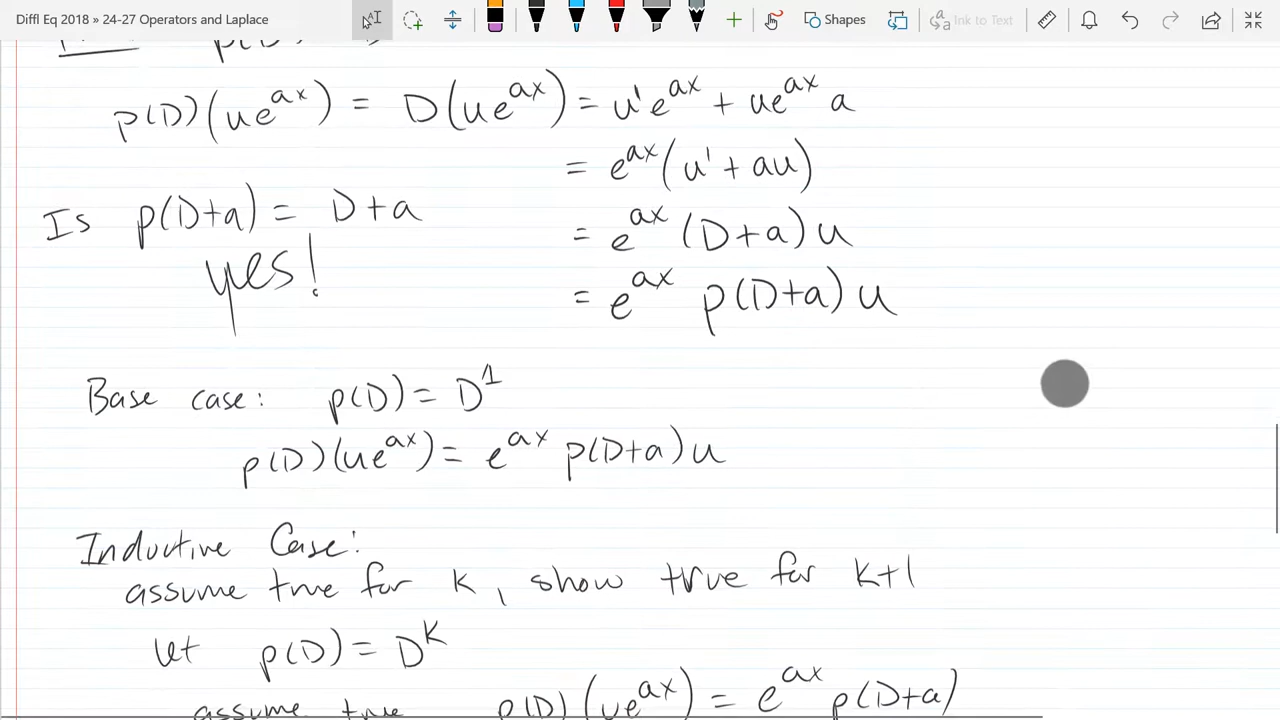 Diffl Eq 2018 » 24-27 Operators and Laplace
Shapes
Ink to Text
p(D)(ue^{ax}) = D(ue^{ax}) = u'e^{ax} + ue^{ax} a
= e^{ax}(u' + au)
Is p(D+a) = D+a
= e^{ax} (D+a) u
yes!
= e^{ax} p(D+a) u
Base case: p(D) = D^1
p(D)(ue^{ax}) = e^{ax} p(D+a) u
Inductive Case:
assume true for k, show true for k+1
let p(D) = D^k
assume true p(D)(ue^{ax}) = e^{ax} p(D+a)